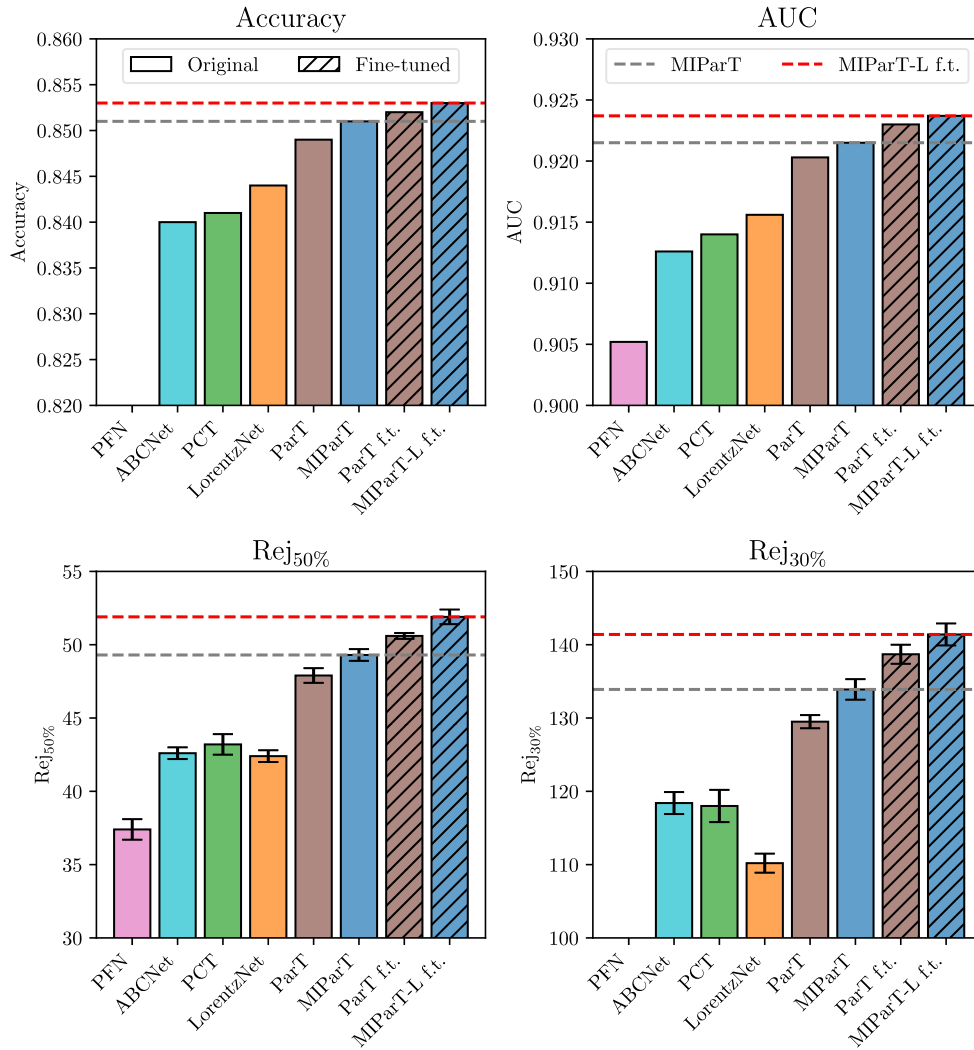 Accuracy
0.860
0.855
0.850
0.845
0.840
0.835
0.830
0.825
0.820
Accuracy
Original
Fine-tuned
PFN
ABCNet
PCT
LorentzNet
ParT
MIParT
ParT f.t.
MIParT-L f.t.
AUC
0.930
0.925
0.920
0.915
0.910
0.905
0.900
AUC
MIParT
MIParT-L f.t.
PFN
ABCNet
PCT
LorentzNet
ParT
MIParT
ParT f.t.
MIParT-L f.t.
Rej50%
55
50
45
40
35
30
Rej50%
PFN
ABCNet
PCT
LorentzNet
ParT
MIParT
ParT f.t.
MIParT-L f.t.
Rej30%
150
140
130
120
110
100
Rej30%
PFN
ABCNet
PCT
LorentzNet
ParT
MIParT
ParT f.t.
MIParT-L f.t.